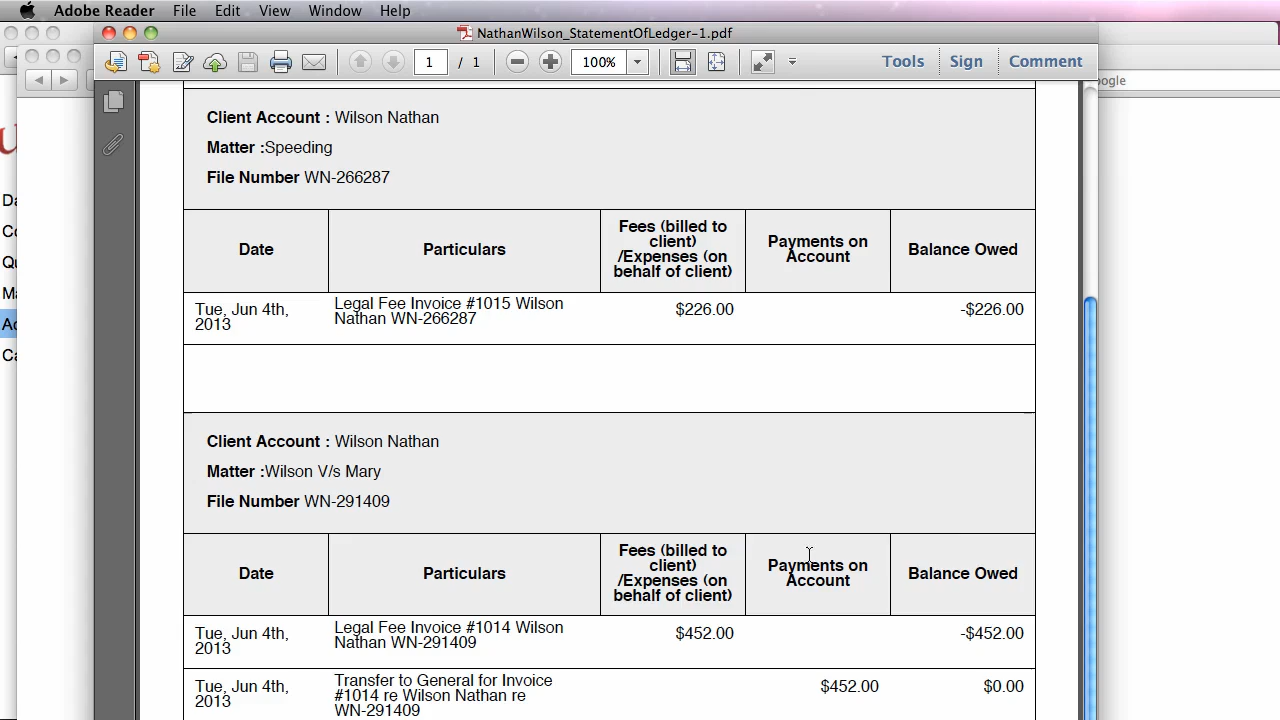 Adobe Reader File Edit View Window Help
NathanWilson_StatementOfLedger-1.pdf
1 / 1 100% Tools Sign Comment
oogle
Client Account : Wilson Nathan
Matter :Speeding
File Number WN-266287
Date
Particulars
Fees (billed to
client)
/Expenses (on
behalf of client)
Payments on
Account
Balance Owed
Tue, Jun 4th,
2013
Legal Fee Invoice #1015 Wilson
Nathan WN-266287
$226.00
-$226.00
Client Account : Wilson Nathan
Matter :Wilson V/s Mary
File Number WN-291409
Date
Particulars
Fees (billed to
client)
/Expenses (on
behalf of client)
Payments on
Account
Balance Owed
Tue, Jun 4th,
2013
Legal Fee Invoice #1014 Wilson
Nathan WN-291409
$452.00
-$452.00
Tue, Jun 4th,
2013
Transfer to General for Invoice
#1014 re Wilson Nathan re
WN-291409
$452.00
$0.00